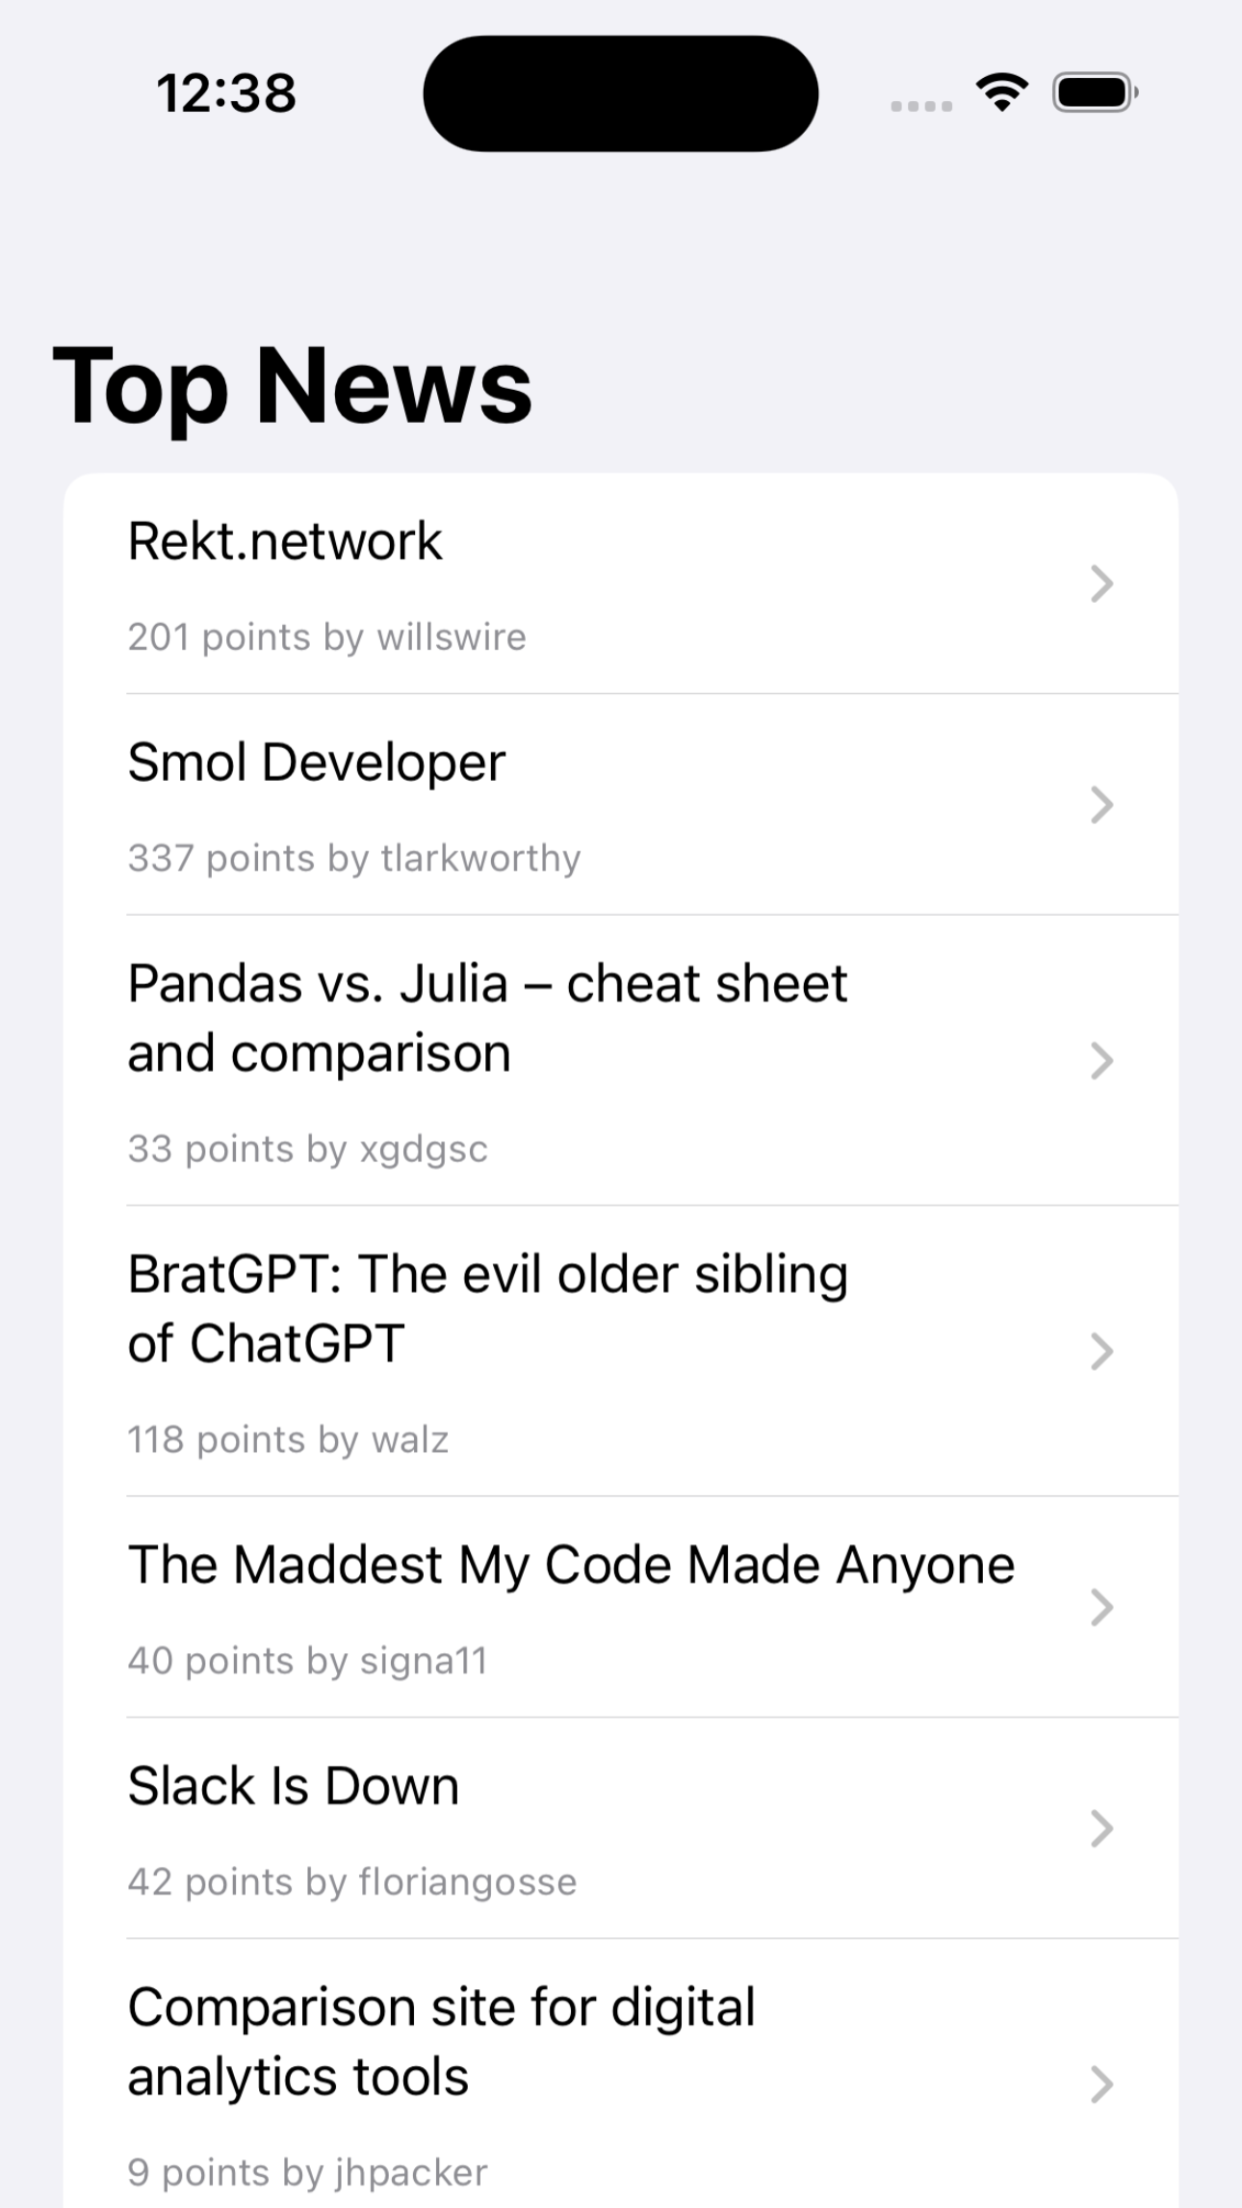 12:38
Top News
Rekt.network
201 points by willswire
Smol Developer
337 points by tlarkworthy
Pandas vs. Julia – cheat sheet
and comparison
33 points by xgdgsc
BratGPT: The evil older sibling
of ChatGPT
118 points by walz
The Maddest My Code Made Anyone
40 points by signa11
Slack Is Down
42 points by floriangosse
Comparison site for digital
analytics tools
9 points by jhpacker